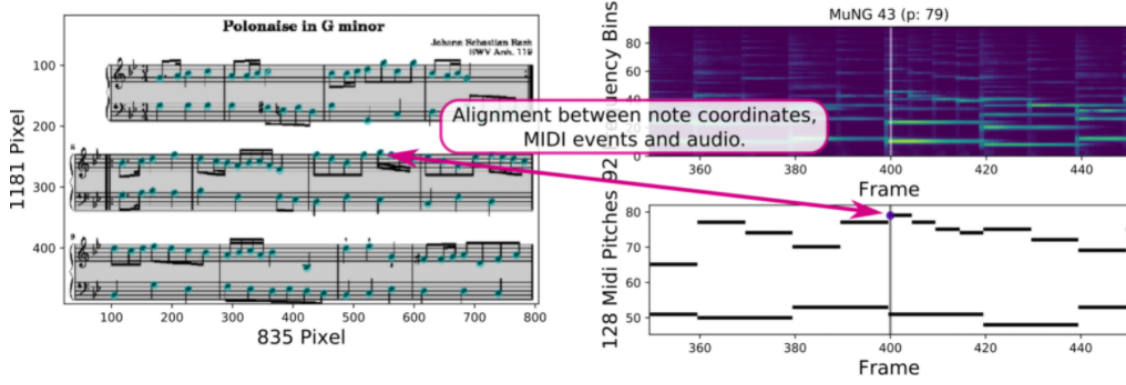 Polonaise in G minor
Johann Sebastian Bach
BWV Anh. 119
1181 Pixel
100
200
300
400
100 200 300 400 500 600 700 800
835 Pixel
Alignment between note coordinates,
MIDI events and audio.
MuNG 43 (p: 79)
92
equency Bins
80
60
40
20
0
360 380 400 420 440
Frame
128 Midi Pitches
80
70
60
50
360 380 400 420 440
Frame